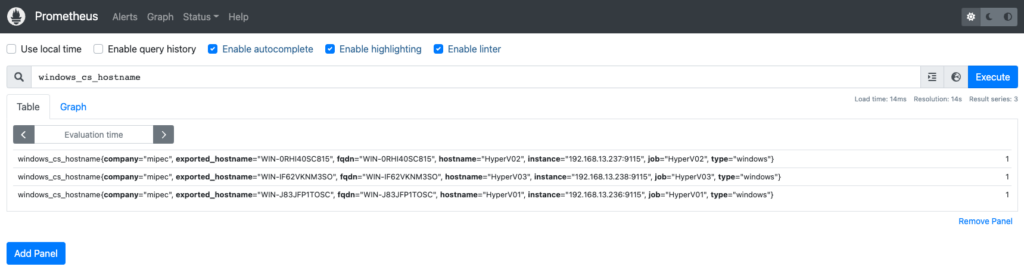 Prometheus Alerts Graph Status Help
Use local time Enable query history Enable autocomplete Enable highlighting Enable linter
windows_cs_hostname Execute
Table Graph Load time: 14ms Resolution: 14s Result series: 3
Evaluation time
windows_cs_hostname{company="mipec", exported_hostname="WIN-0RHI40SC815", fqdn="WIN-0RHI40SC815", hostname="HyperV02", instance="192.168.13.237:9115", job="HyperV02", type="windows"} 1
windows_cs_hostname{company="mipec", exported_hostname="WIN-IF62VKNM3SO", fqdn="WIN-IF62VKNM3SO", hostname="HyperV03", instance="192.168.13.238:9115", job="HyperV03", type="windows"} 1
windows_cs_hostname{company="mipec", exported_hostname="WIN-J83JFP1TOSC", fqdn="WIN-J83JFP1TOSC", hostname="HyperV01", instance="192.168.13.236:9115", job="HyperV01", type="windows"} 1
Remove Panel
Add Panel